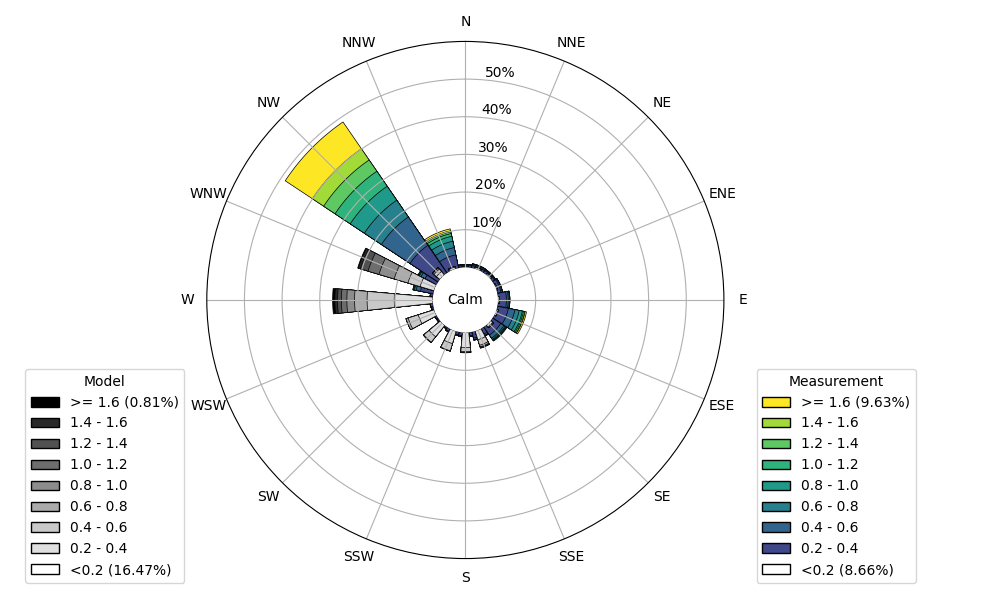 N
NNW
NNE
50%
NW
NE
40%
30%
20%
WNW
ENE
10%
W
Calm
E
Model
>= 1.6 (0.81%)
1.4 - 1.6
1.2 - 1.4
1.0 - 1.2
0.8 - 1.0
0.6 - 0.8
0.4 - 0.6
0.2 - 0.4
<0.2 (16.47%)
WSW
ESE
Measurement
>= 1.6 (9.63%)
1.4 - 1.6
1.2 - 1.4
1.0 - 1.2
0.8 - 1.0
0.6 - 0.8
0.4 - 0.6
0.2 - 0.4
<0.2 (8.66%)
SW
SE
SSW
SSE
S